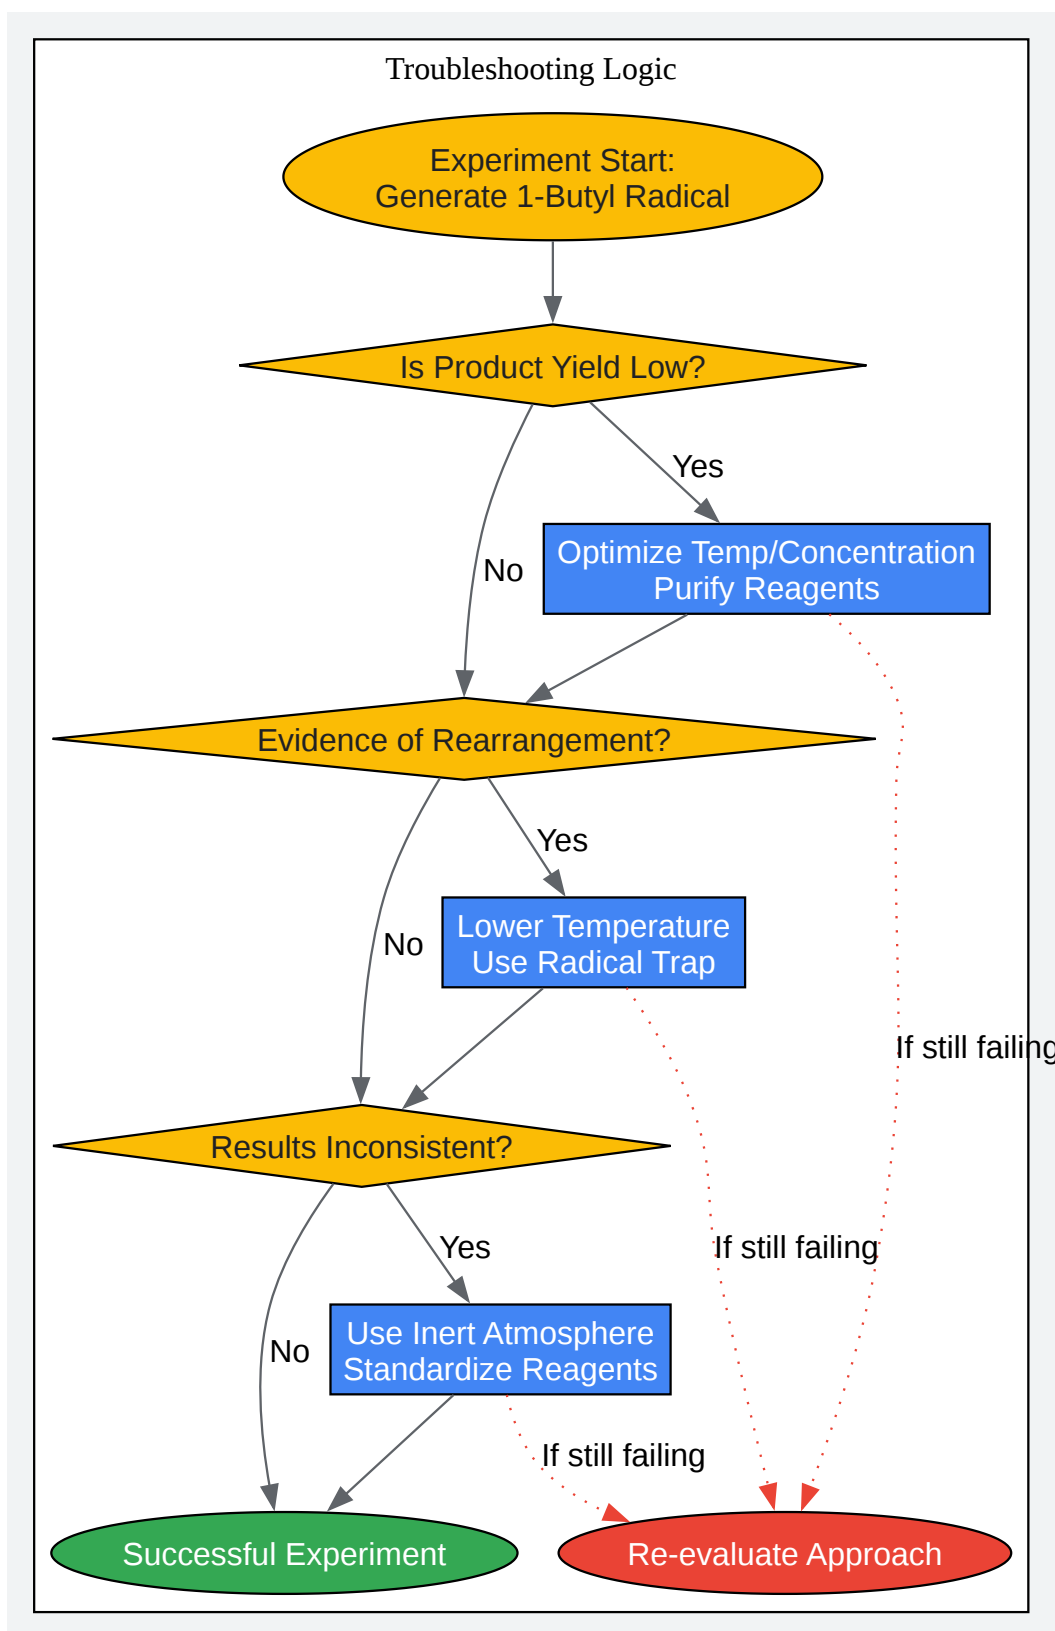 Troubleshooting Logic
Experiment Start:
Generate 1-Butyl Radical
Is Product Yield Low?
Yes
Optimize Temp/Concentration
Purify Reagents
No
Evidence of Rearrangement?
Yes
Lower Temperature
Use Radical Trap
No
If still failing
Results Inconsistent?
Yes
If still failing
Use Inert Atmosphere
Standardize Reagents
No
If still failing
Successful Experiment
Re-evaluate Approach